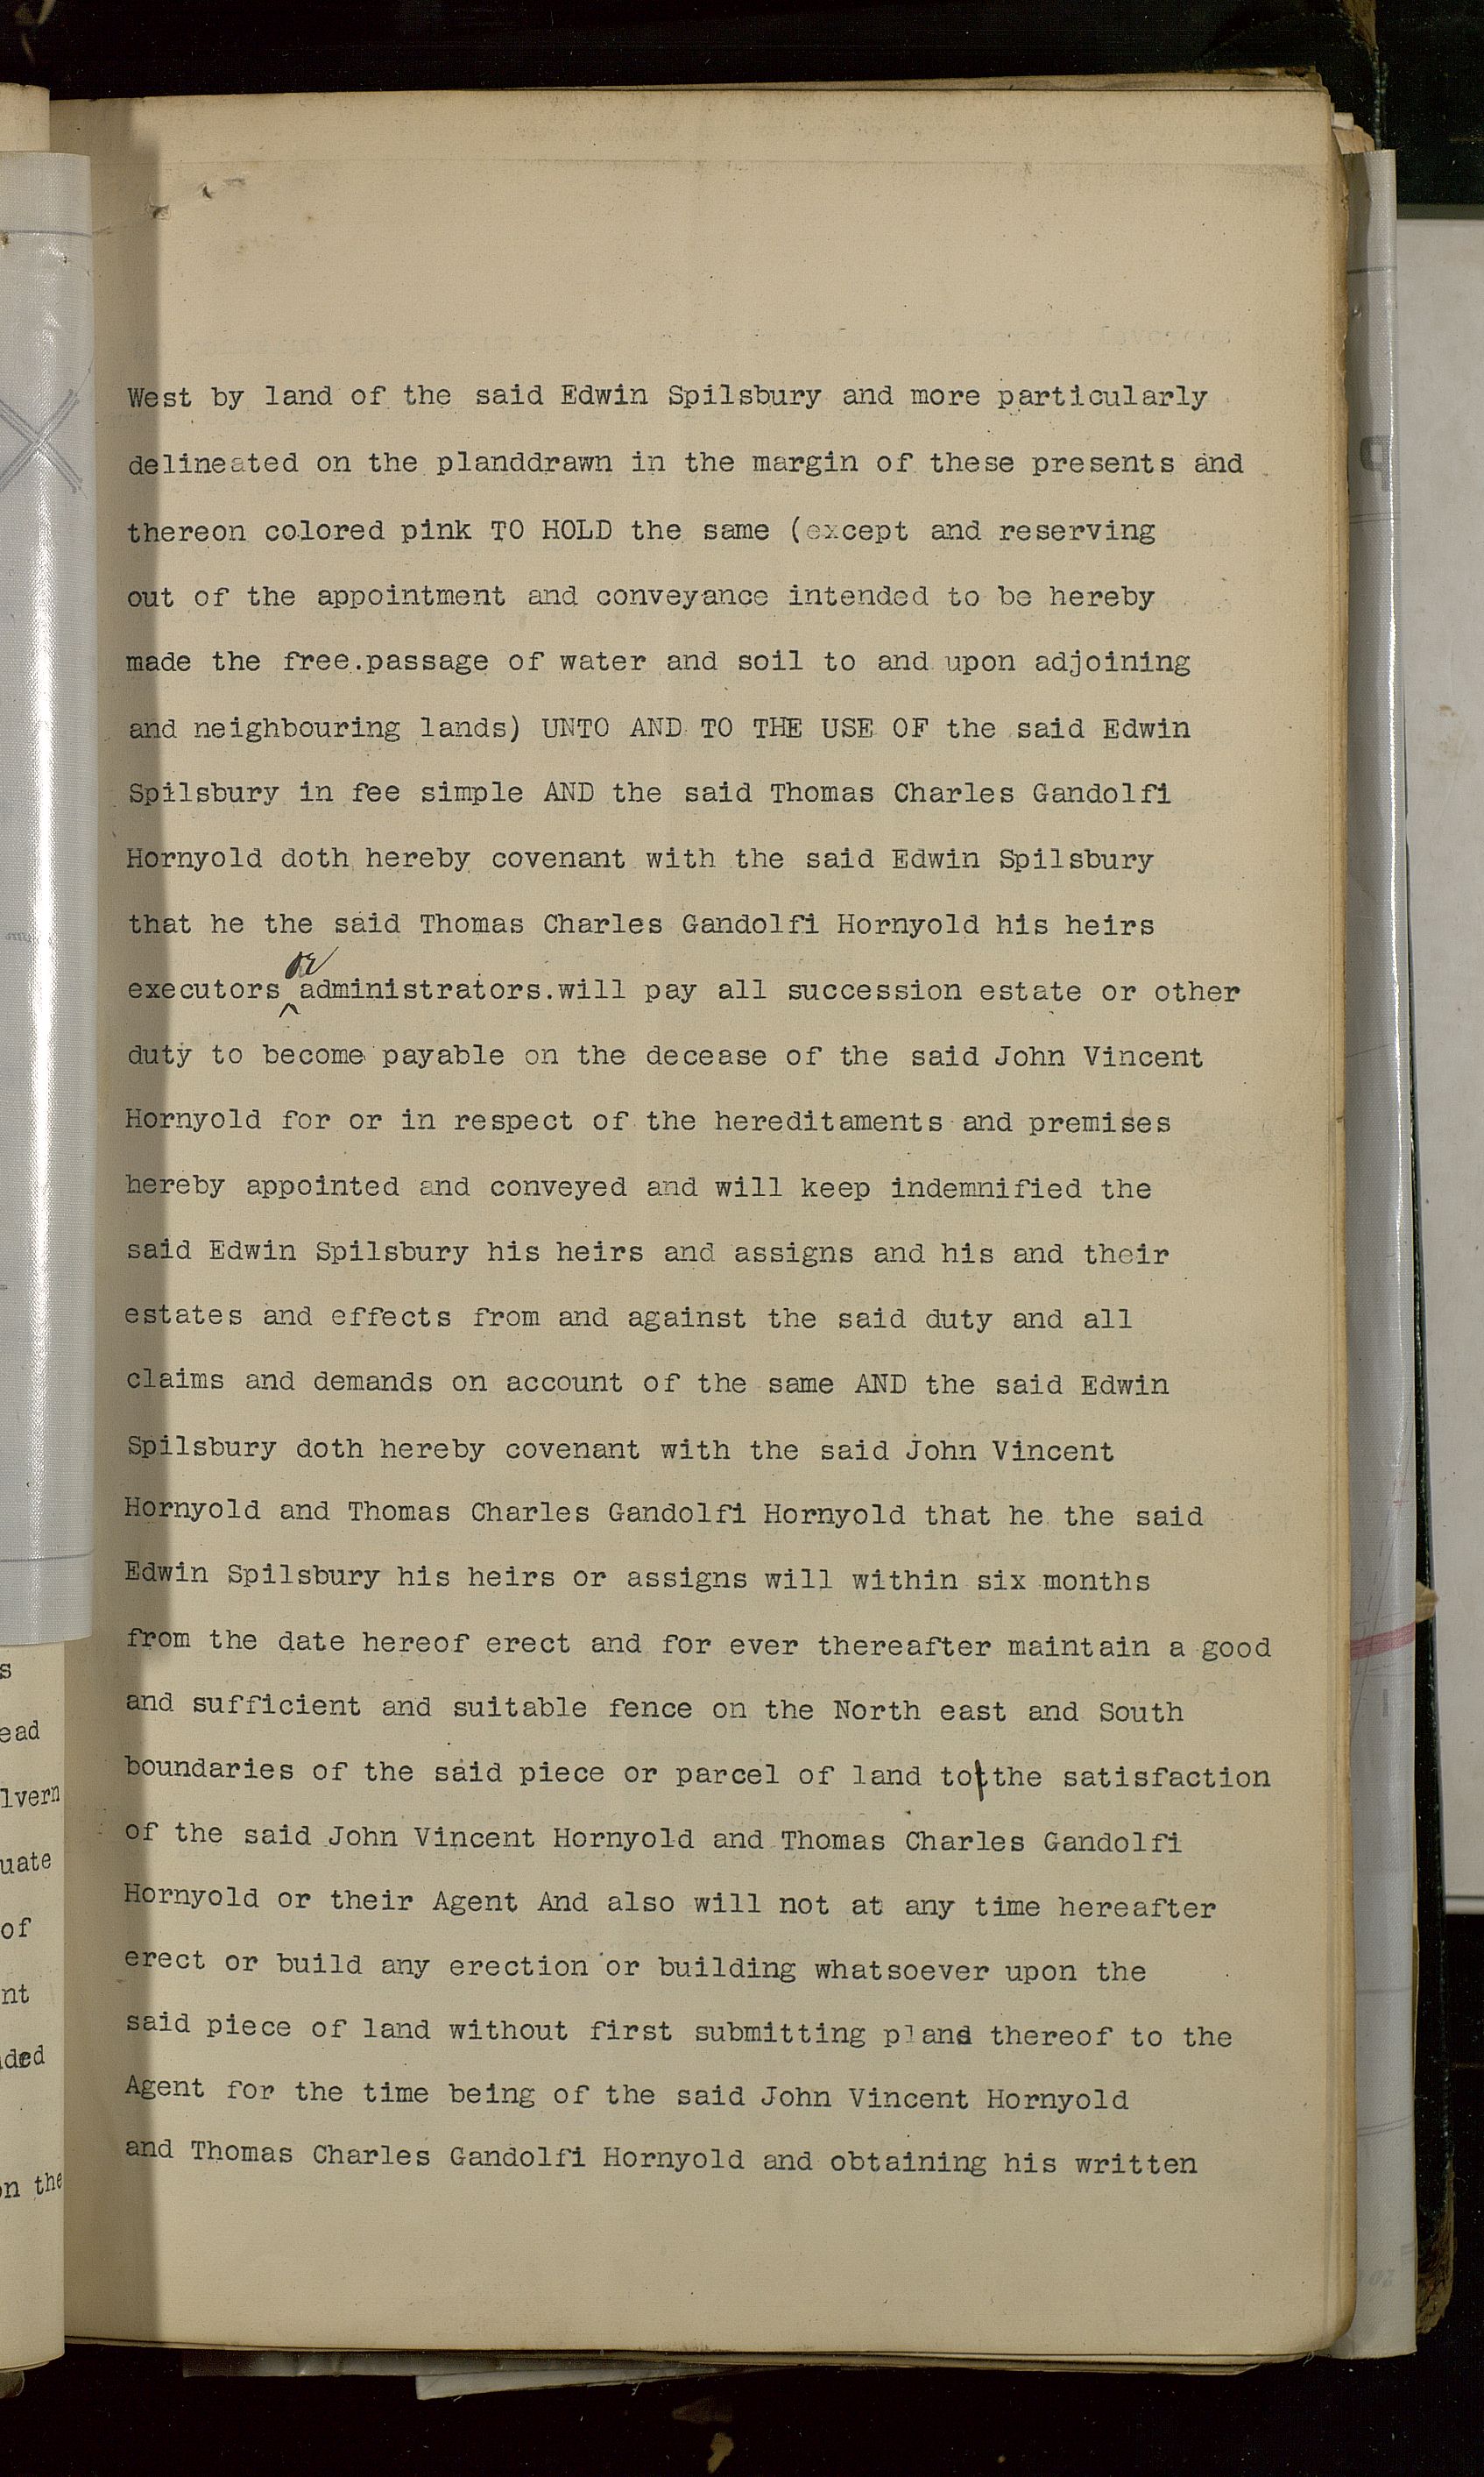 West by land of the said Edwin Spilsbury and more particularly
delineated on the planddrawn in the margin of these presents and
thereon colored pink TO HOLD the same (except and reserving
out of the appointment and conveyance intended to be hereby
made the free.passage of water and soil to and upon adjoining
and neighbouring lands) UNTO AND TO THE USE OF the said Edwin
Spilsbury in fee simple AND the said Thomas Charles Gandolfi
Hornyold doth hereby covenant with the said Edwin Spilsbury
that he the said Thomas Charles Gandolfi Hornyold his heirs
executors or administrators.will pay all succession estate or other
duty to become payable on the decease of the said John Vincent
Hornyold for or in respect of the hereditaments and premises
hereby appointed and conveyed and will keep indemnified the
said Edwin Spilsbury his heirs and assigns and his and their
estates and effects from and against the said duty and all
claims and demands on account of the same AND the said Edwin
Spilsbury doth hereby covenant with the said John Vincent
Hornyold and Thomas Charles Gandolfi Hornyold that he the said
Edwin Spilsbury his heirs or assigns will within six months
from the date hereof erect and for ever thereafter maintain a good
and sufficient and suitable fence on the North east and South
boundaries of the said piece or parcel of land to the satisfaction
of the said John Vincent Hornyold and Thomas Charles Gandolfi
Hornyold or their Agent And also will not at any time hereafter
erect or build any erection or building whatsoever upon the
said piece of land without first submitting plans thereof to the
Agent for the time being of the said John Vincent Hornyold
and Thomas Charles Gandolfi Hornyold and obtaining his written
s
ead
lvern
uate
of
nt
ded
on the